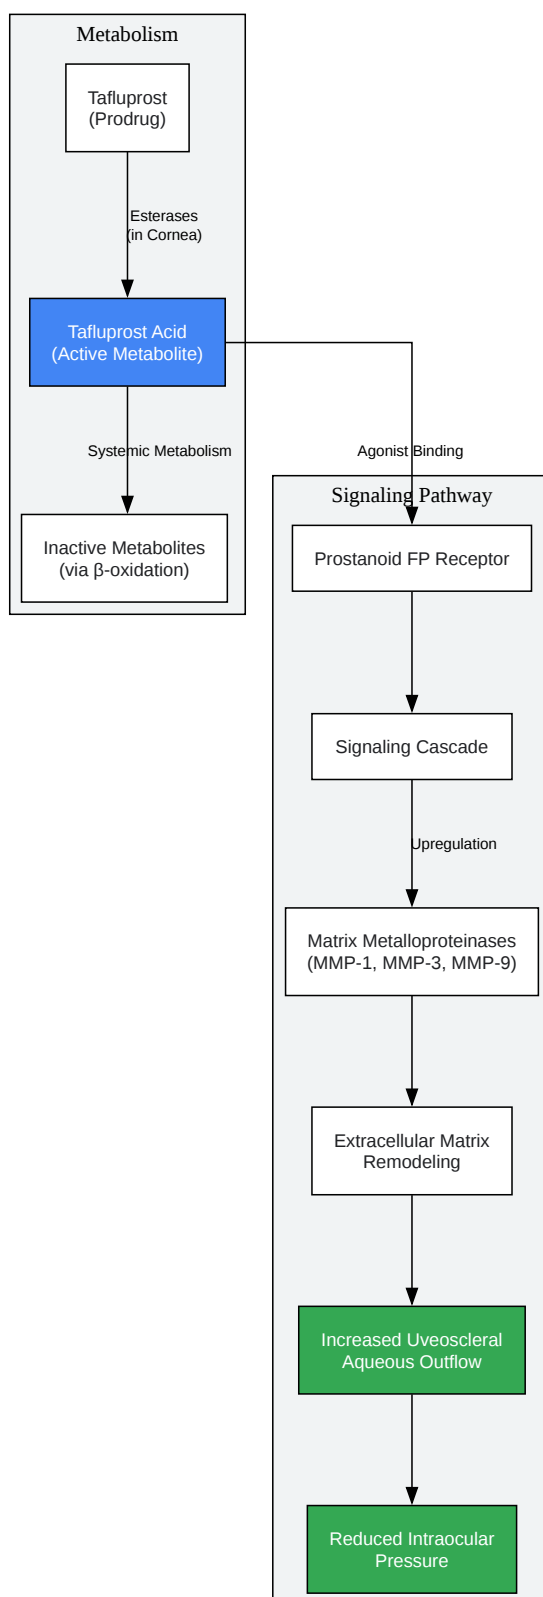 Metabolism
Tafluprost
(Prodrug)
Esterases
(in Cornea)
Tafluprost Acid
(Active Metabolite)
Systemic Metabolism
Agonist Binding
Inactive Metabolites
(via β-oxidation)
Signaling Pathway
Prostanoid FP Receptor
Signaling Cascade
Upregulation
Matrix Metalloproteinases
(MMP-1, MMP-3, MMP-9)
Extracellular Matrix
Remodeling
Increased Uveoscleral
Aqueous Outflow
Reduced Intraocular
Pressure